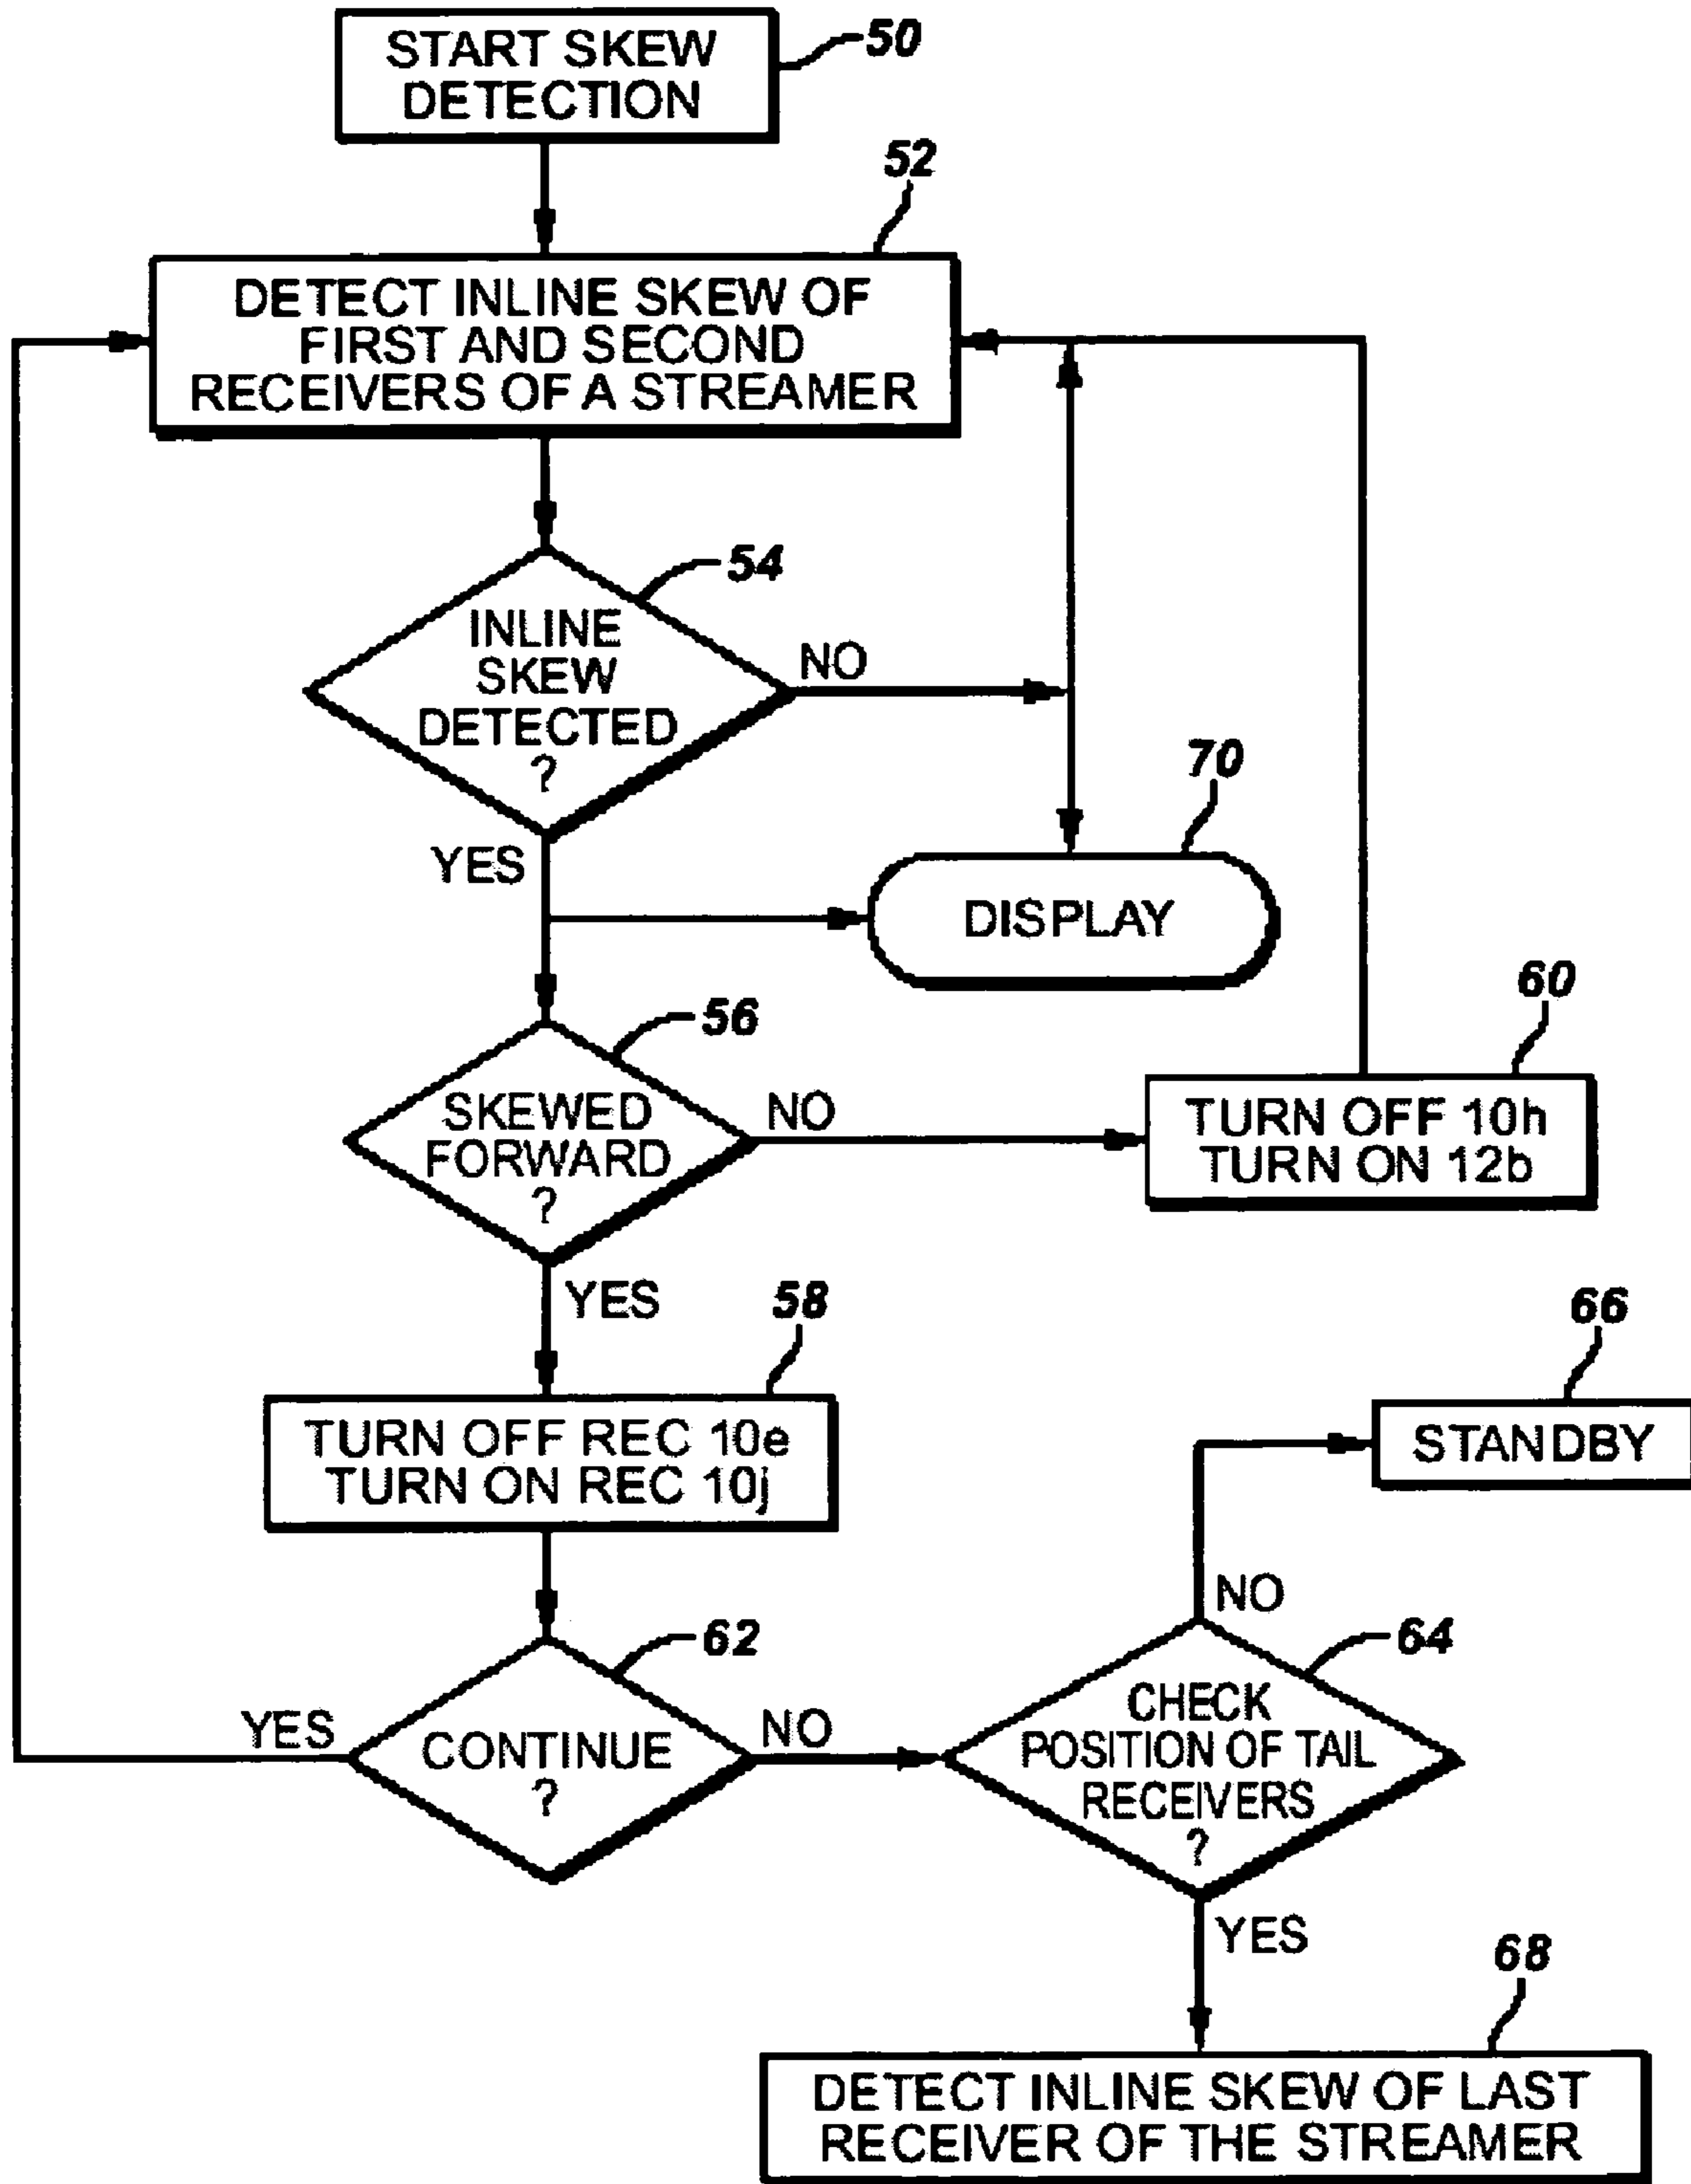 START SKEW
DETECTION
50
52
DETECT INLINE SKEW OF
FIRST AND SECOND
RECEIVERS OF A STREAMER
54
INLINE
SKEW
DETECTED
?
NO
YES
70
DISPLAY
56
SKEWED
FORWARD
?
NO
60
TURN OFF 10h
TURN ON 12b
YES
58
TURN OFF REC 10e
TURN ON REC 10j
66
STANDBY
NO
62
CONTINUE
?
YES
NO
64
CHECK
POSITION OF TAIL
RECEIVERS
?
YES
68
DETECT INLINE SKEW OF LAST
RECEIVER OF THE STREAMER